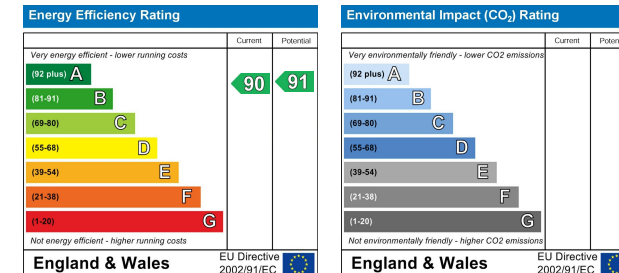 Energy Efficiency Rating
Current Potential
Very energy efficient - lower running costs
(92 plus) A
(81-91) B
(69-80) C
(55-68) D
(39-54) E
(21-38) F
(1-20) G
90 91
Not energy efficient - higher running costs
England & Wales
EU Directive
2002/91/EC
Environmental Impact (CO₂) Rating
Current Poten
Very environmentally friendly - lower CO2 emissions
(92 plus) A
(81-91) B
(69-80) C
(55-68) D
(39-54) E
(21-38) F
(1-20) G
Not environmentally friendly - higher CO2 emissions
England & Wales
EU Directive
2002/91/EC